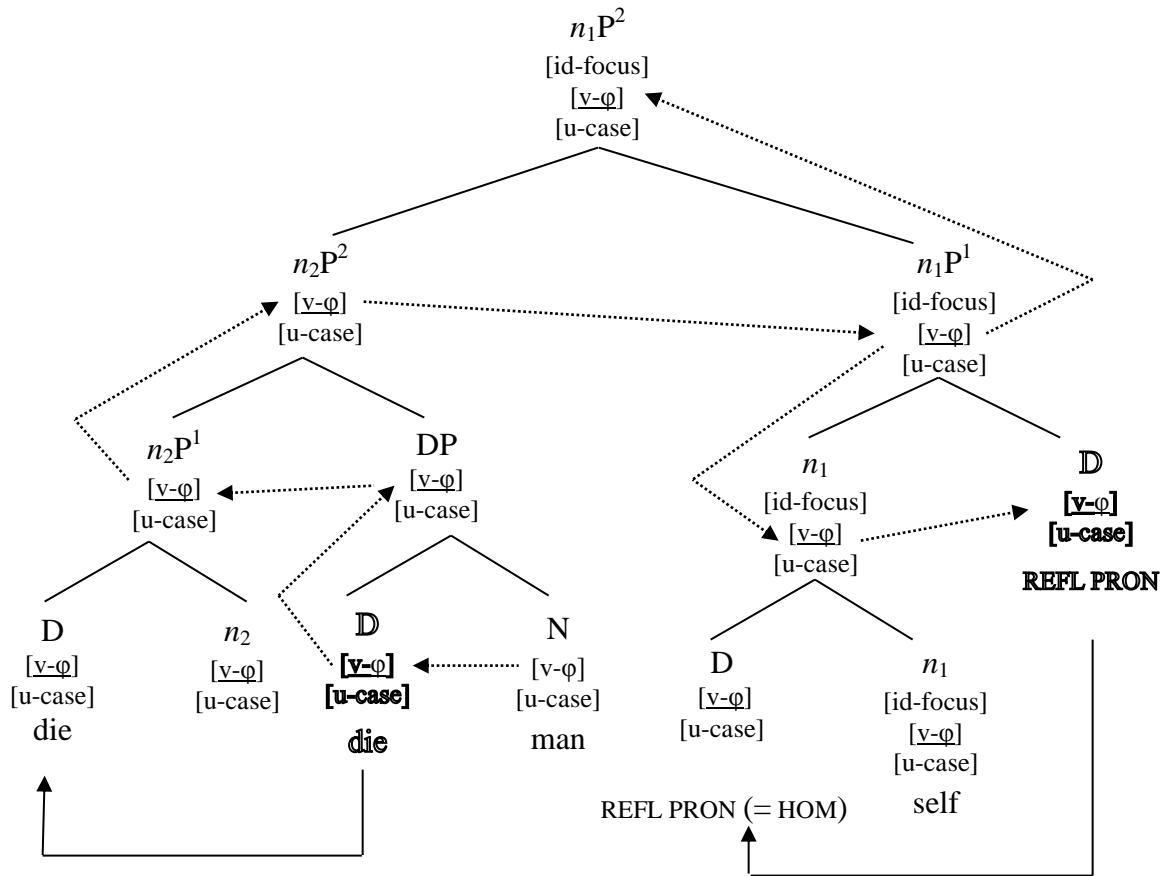 n₁P²
[id-focus]
[v-φ]
[u-case]
n₂P²
[v-φ]
[u-case]
n₁P¹
[id-focus]
[v-φ]
[u-case]
n₂P¹
[v-φ]
[u-case]
DP
[v-φ]
[u-case]
n₁
[id-focus]
[v-φ]
[u-case]
D
[v-φ]
[u-case]
REFL PRON
D
[v-φ]
[u-case]
die
n₂
[v-φ]
[u-case]
D
[v-φ]
[u-case]
die
N
[v-φ]
[u-case]
man
D
[v-φ]
[u-case]
REFL PRON (= HOM)
n₁
[id-focus]
[v-φ]
[u-case]
self